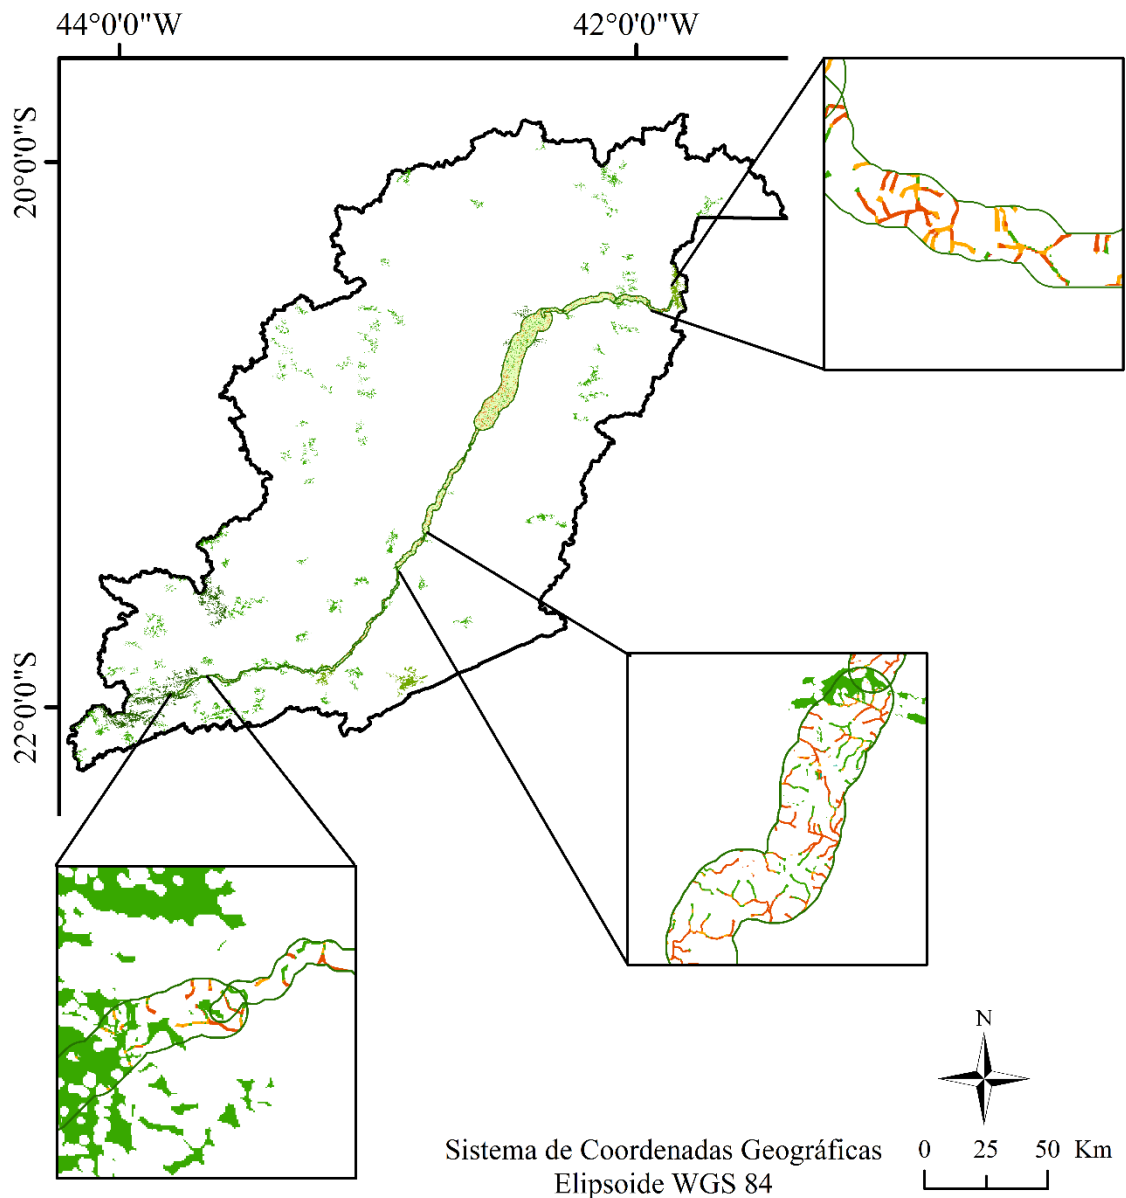 44°0'0"W
42°0'0"W
20°0'0"S
22°0'0"S
N
Sistema de Coordenadas Geográficas
Elipsoide WGS 84
0 25 50 Km